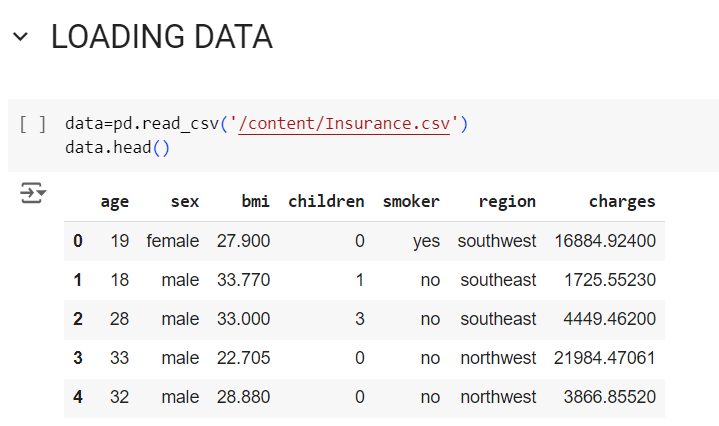 LOADING DATA
[ ] data=pd.read_csv('/content/Insurance.csv')
data.head()
age sex bmi children smoker region charges
0 19 female 27.900 0 yes southwest 16884.92400
1 18 male 33.770 1 no southeast 1725.55230
2 28 male 33.000 3 no southeast 4449.46200
3 33 male 22.705 0 no northwest 21984.47061
4 32 male 28.880 0 no northwest 3866.85520